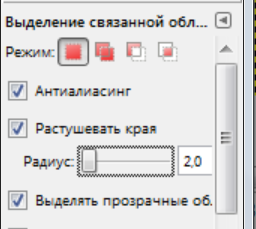 Выделение связанной обл...
Режим:
Антиалиасинг
Растушевать края
Радиус: 2,0
Выделять прозрачные об.